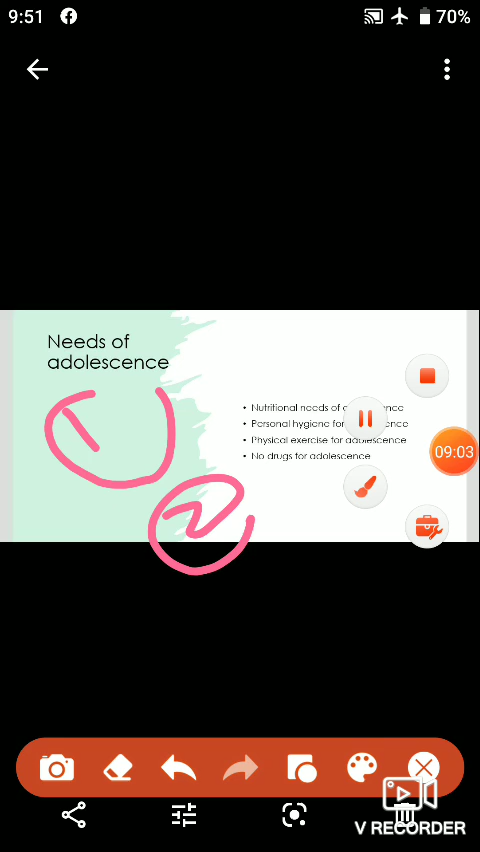 9:51
70%
Needs of
adolescence
• Nutritional needs of
• Personal hygiene for
• Physical exercise for adolescence
• No drugs for adolescence
09:03
2
V RECORDER